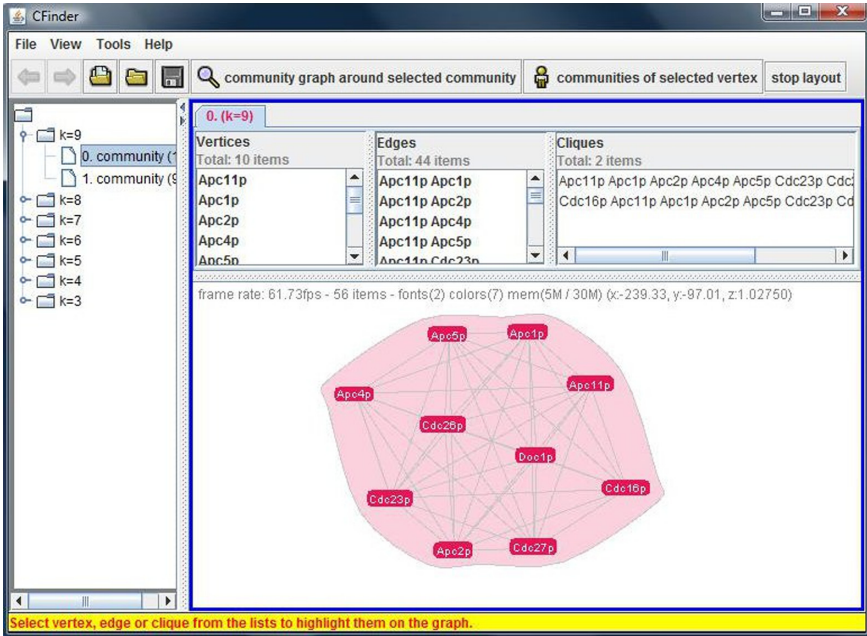 CFinder
File View Tools Help
community graph around selected community
communities of selected vertex
stop layout
k=9
0. community (1
1. community (9
k=8
k=7
k=6
k=5
k=4
k=3
0. (k=9)
Vertices
Total: 10 items
Apc11p
Apc1p
Apc2p
Apc4p
Apc5p
Edges
Total: 44 items
Apc11p Apc1p
Apc11p Apc2p
Apc11p Apc4p
Apc11p Apc5p
Apc11p Cdc23p
Cliques
Total: 2 items
Apc11p Apc1p Apc2p Apc4p Apc5p Cdc23p
Cdc16p Apc11p Apc1p Apc2p Apc5p Cdc23p
frame rate: 61.73fps - 56 items - fonts(2) colors(7) mem(5M / 30M) (x:-239.33, y:-97.01, z:1.02750)
Apc5p
Apc1p
Apc4p
Apc11p
Cdc26p
Doc1p
Cdc23p
Cdc16p
Apc2p
Cdc27p
Select vertex, edge or clique from the lists to highlight them on the graph.